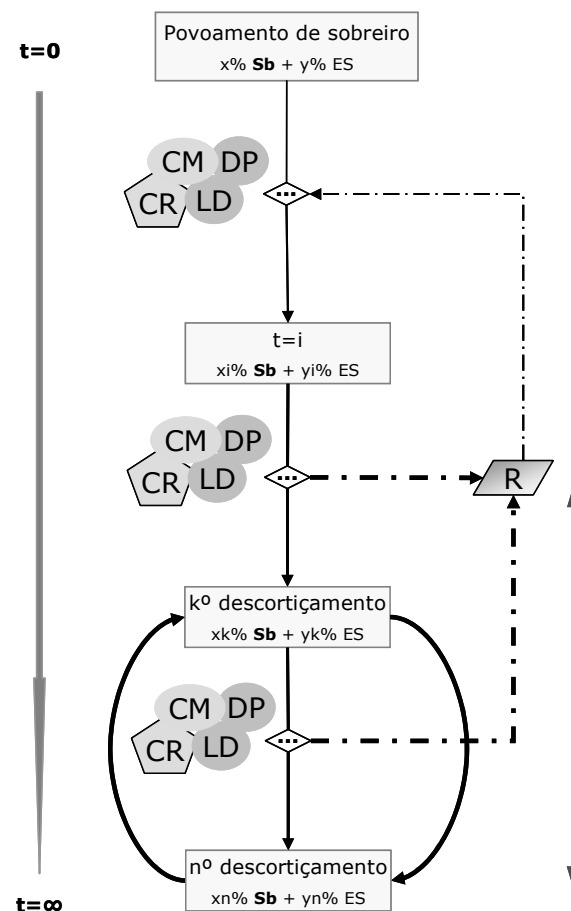 t=0
Povoamento de sobreiro
x% Sb + y% ES
CM DP
CR LD
...
t=i
xi% Sb + yi% ES
CM DP
CR LD
...
R
kº descortiçamento
xk% Sb + yk% ES
CM DP
CR LD
...
nº descortiçamento
xn% Sb + yn% ES
t=∞